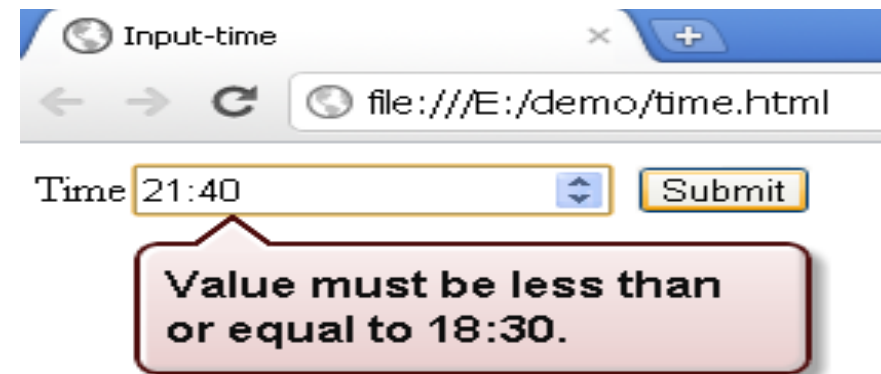 Input-time
file:///E:/demo/time.html
Time 21:40 Submit
Value must be less than
or equal to 18:30.